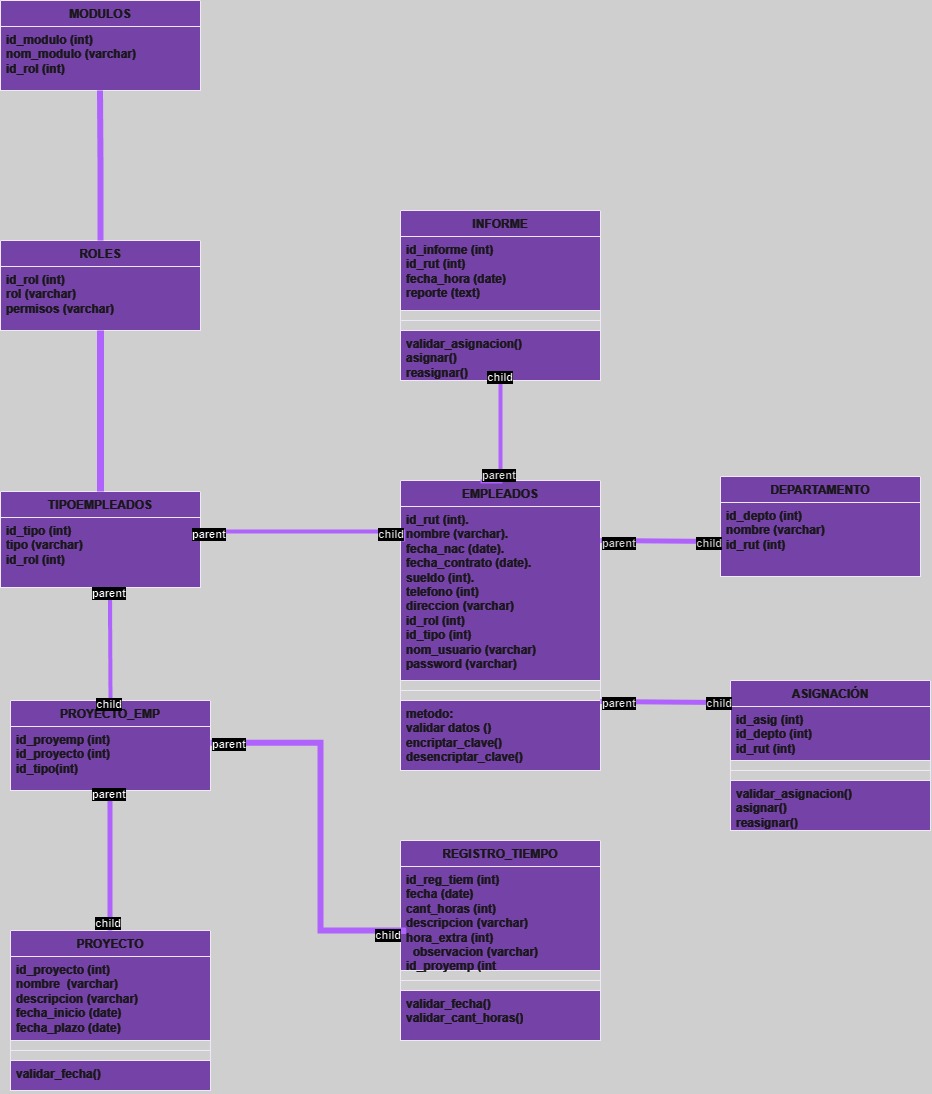 MODULOS
id_modulo (int)
nom_modulo (varchar)
id_rol (int)
ROLES
id_rol (int)
rol (varchar)
permisos (varchar)
INFORME
id_informe (int)
id_rut (int)
fecha_hora (date)
reporte (text)
validar_asignacion()
asignar()
reasignar()
child
parent
TIPOEMPLEADOS
id_tipo (int)
tipo (varchar)
id_rol (int)
parent
child
parent
child
EMPLEADOS
id_rut (int).
nombre (varchar).
fecha_nac (date).
fecha_contrato (date).
sueldo (int).
telefono (int)
direccion (varchar)
id_rol (int)
id_tipo (int)
nom_usuario (varchar)
password (varchar)
metodo:
validar datos ()
encriptar_clave()
desencriptar_clave()
parent
child
DEPARTAMENTO
id_depto (int)
nombre (varchar)
id_rut (int)
parent
child
ASIGNACIÓN
id_asig (int)
id_depto (int)
id_rut (int)
validar_asignacion()
asignar()
reasignar()
PROYECTO_EMP
id_proyemp (int)
id_proyecto (int)
id_tipo(int)
parent
child
parent
child
REGISTRO_TIEMPO
id_reg_tiem (int)
fecha (date)
cant_horas (int)
descripcion (varchar)
hora_extra (int)
observacion (varchar)
id_proyemp (int
validar_fecha()
validar_cant_horas()
PROYECTO
id_proyecto (int)
nombre (varchar)
descripcion (varchar)
fecha_inicio (date)
fecha_plazo (date)
validar_fecha()